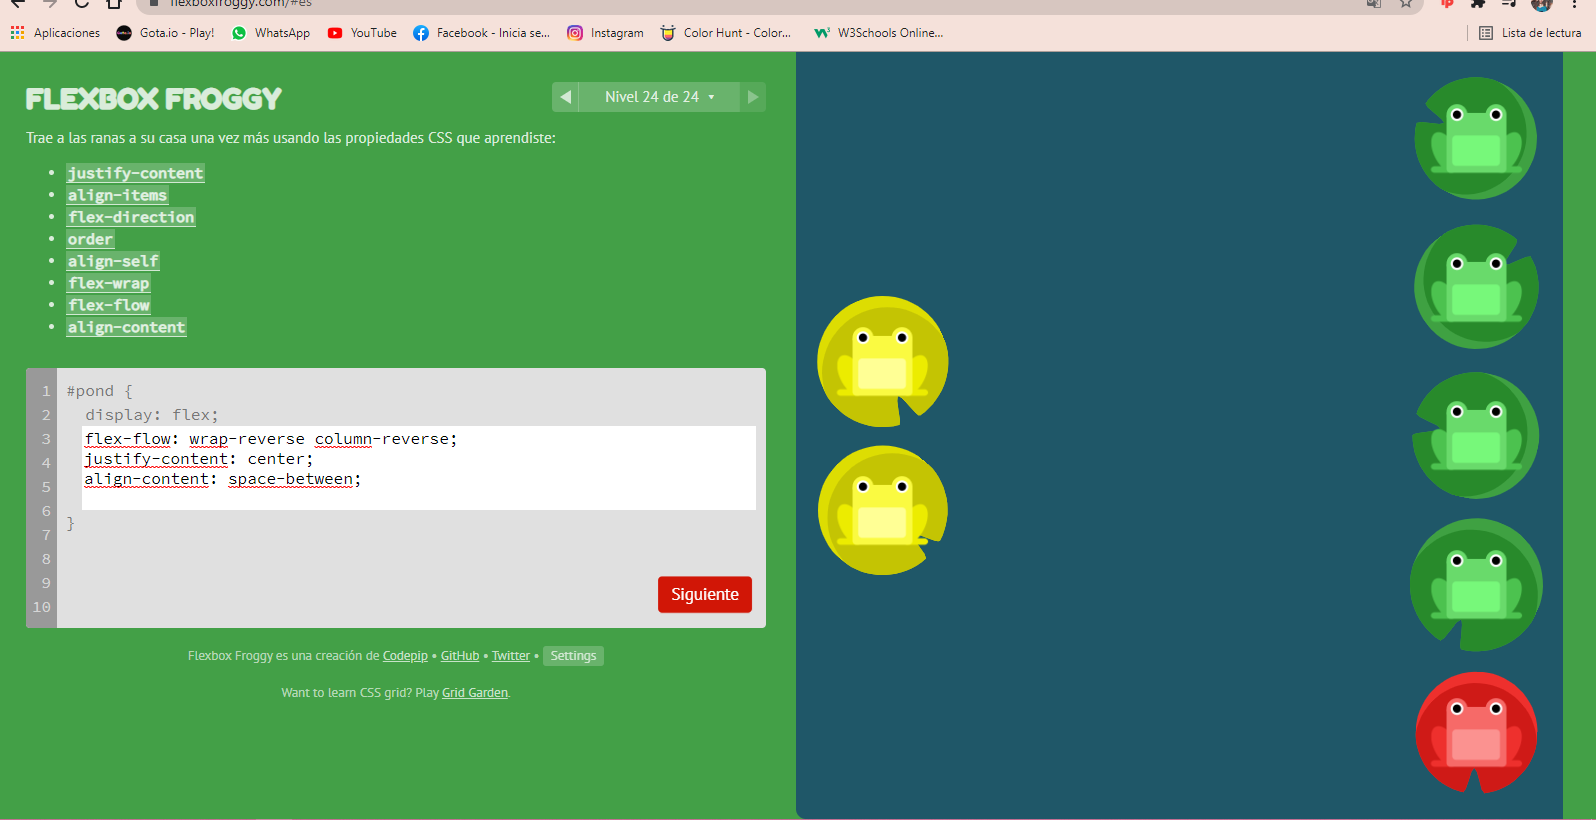 flexboxfroggy.com/#es
Aplicaciones Gota.io - Play! WhatsApp YouTube Facebook - Inicia se... Instagram Color Hunt - Color... W3Schools Online... Lista de lectura
FLEXBOX FROGGY
Nivel 24 de 24
Trae a las ranas a su casa una vez más usando las propiedades CSS que aprendiste:
• justify-content
• align-items
• flex-direction
• order
• align-self
• flex-wrap
• flex-flow
• align-content
1 #pond {
2 display: flex;
3 flex-flow: wrap-reverse column-reverse;
4 justify-content: center;
5 align-content: space-between;
6
7 }
8
9
10
Siguiente
Flexbox Froggy es una creación de Codepip • GitHub • Twitter • Settings
Want to learn CSS grid? Play Grid Garden.